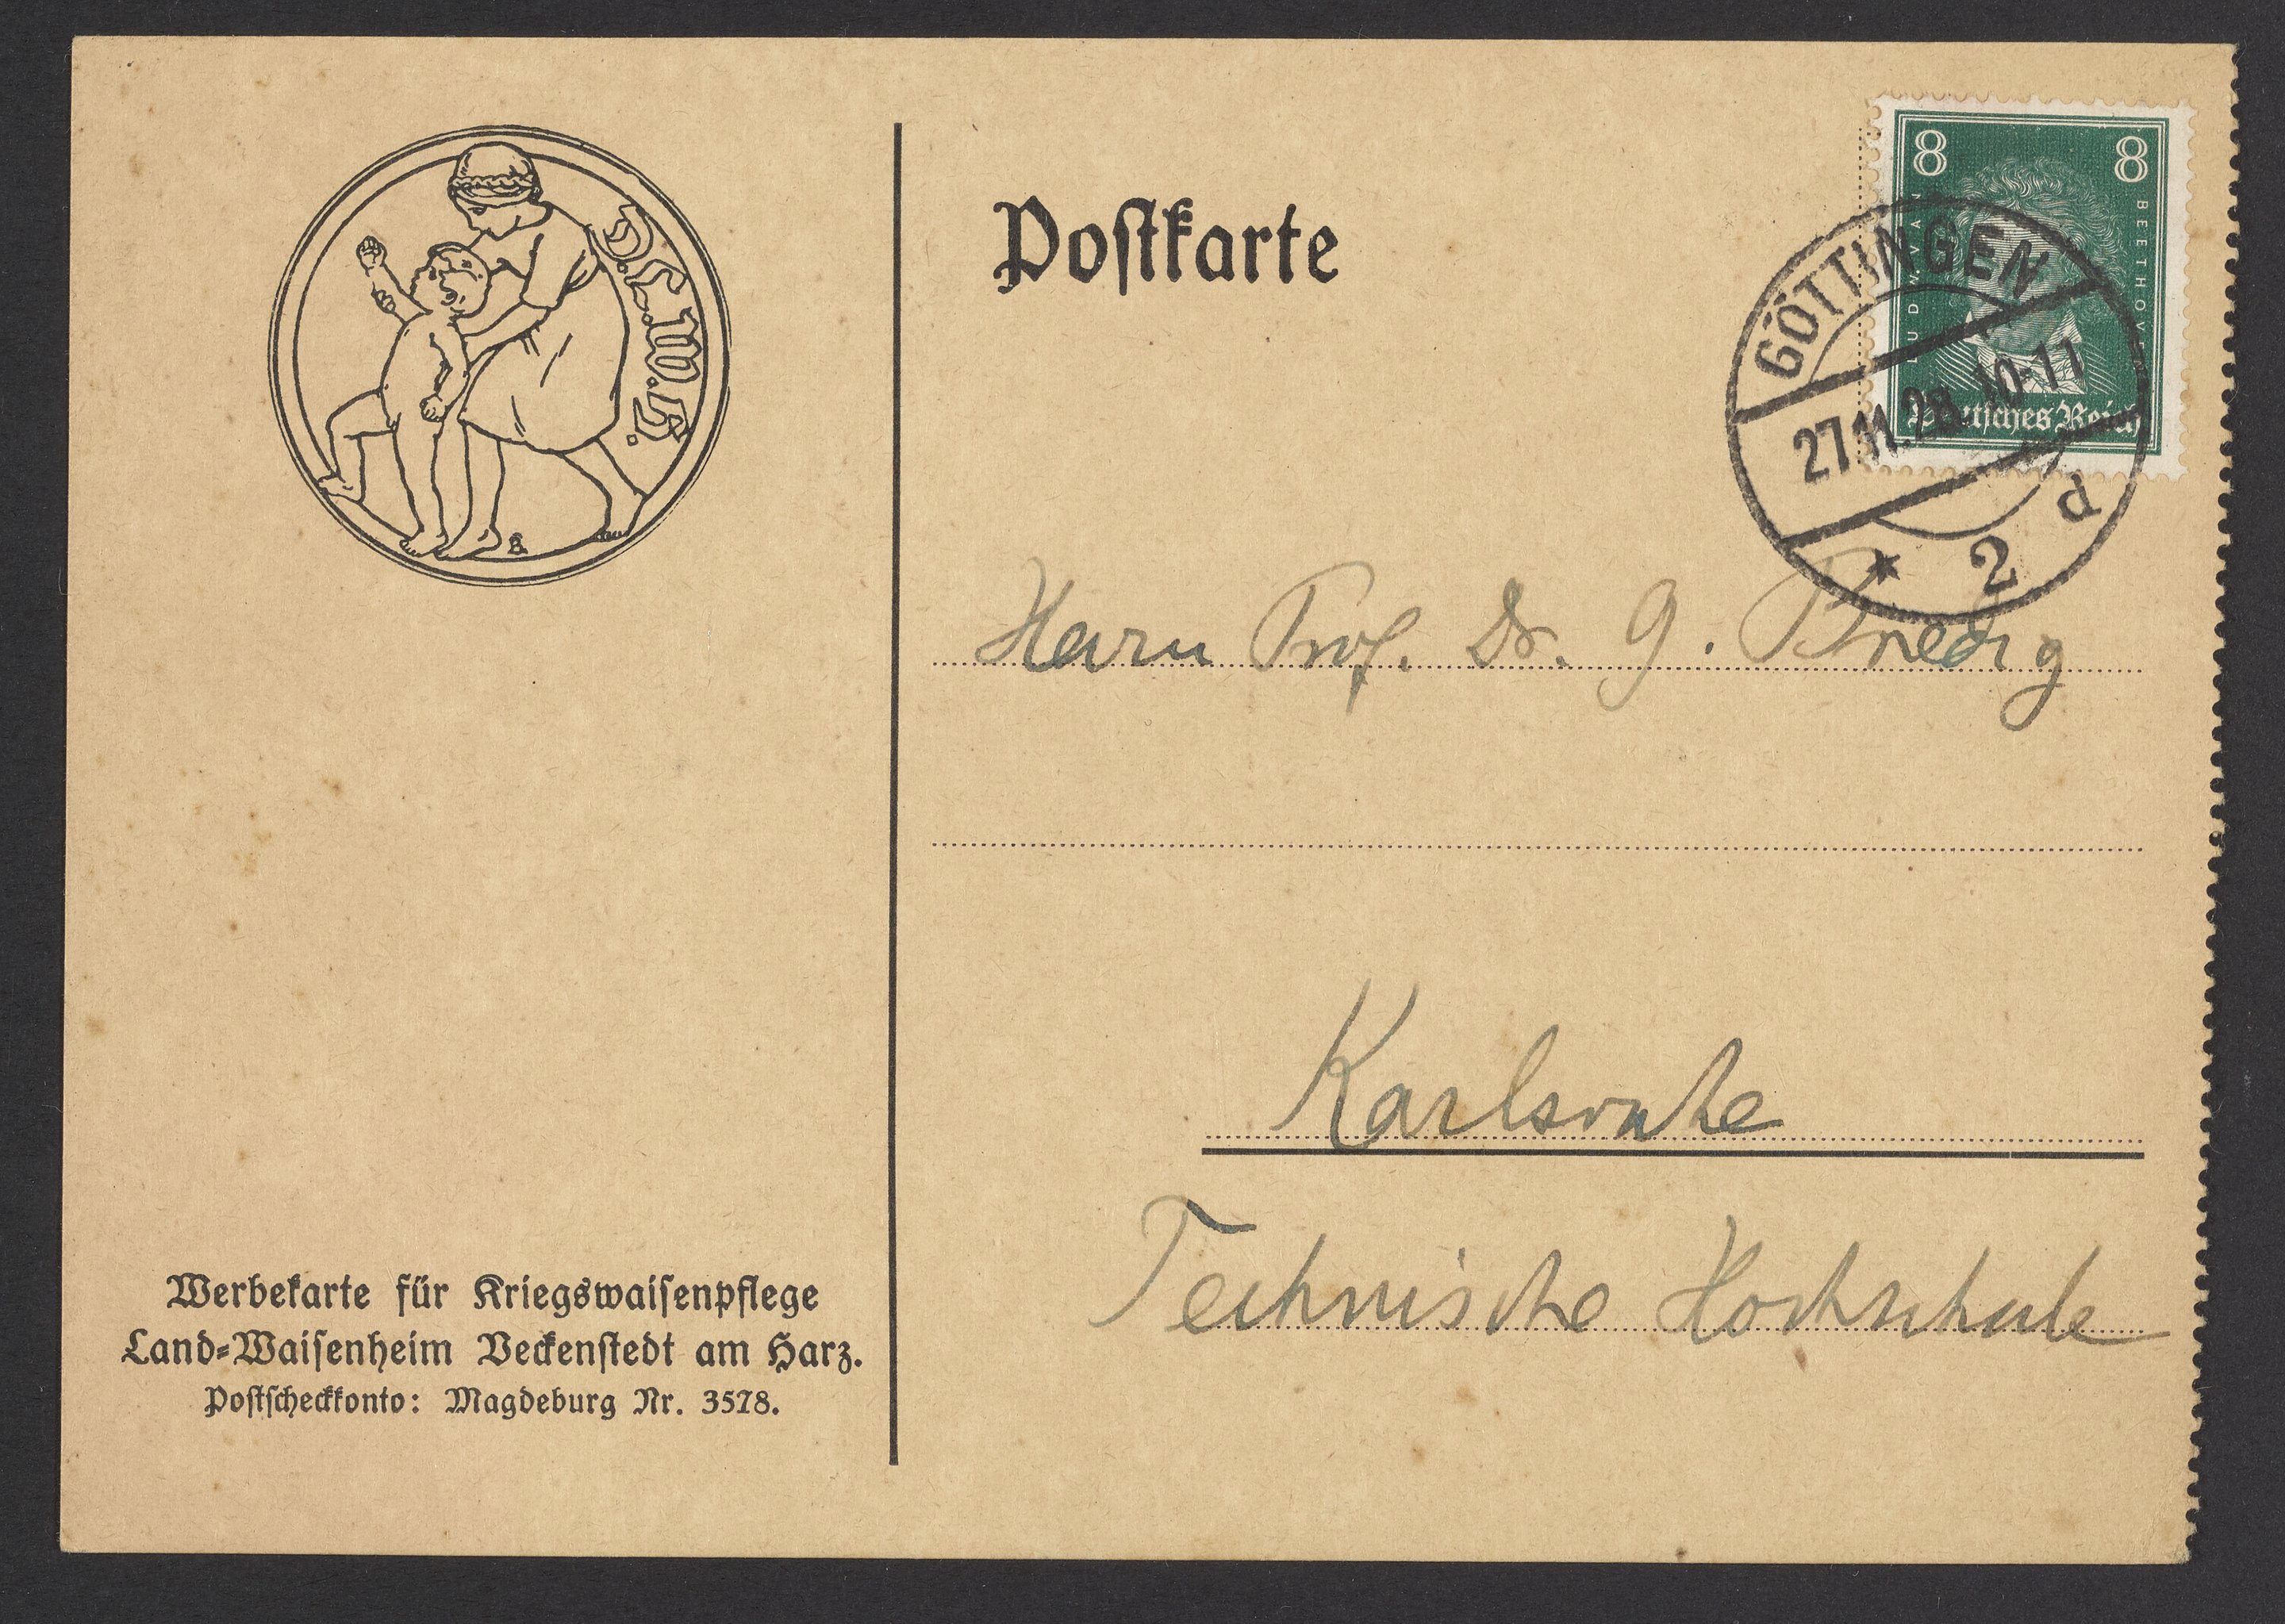 D. L. W. H.
Werbekarte für Kriegswaisenpflege
Land-Waisenheim Veckenstedt am Harz.
Postscheckkonto: Magdeburg Nr. 3578.
Postkarte
8 8
LUDWIG VAN
BEETHOVEN
Deutsches Reich
GÖTTINGEN
27.11.28.10-11
* 2 d
Herrn Prof. Dr. G. Bredig
Karlsruhe
Technische Hochschule